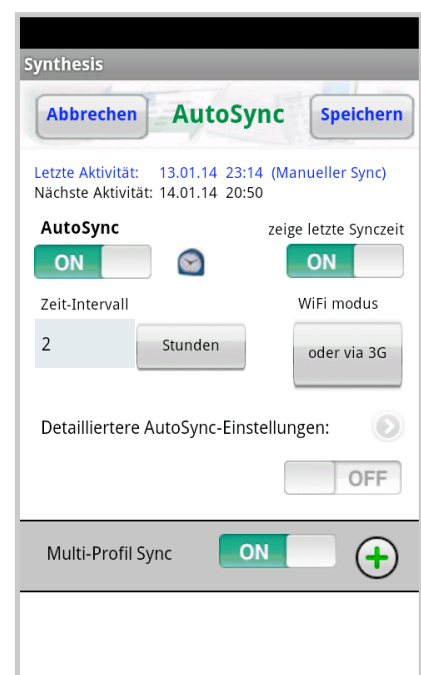 Synthesis
Abbrechen AutoSync Speichern
Letzte Aktivität: 13.01.14 23:14 (Manueller Sync)
Nächste Aktivität: 14.01.14 20:50
AutoSync zeige letzte Synczeit
ON ON
Zeit-Intervall WiFi modus
2 Stunden oder via 3G
Detailliertere AutoSync-Einstellungen:
OFF
Multi-Profil Sync ON